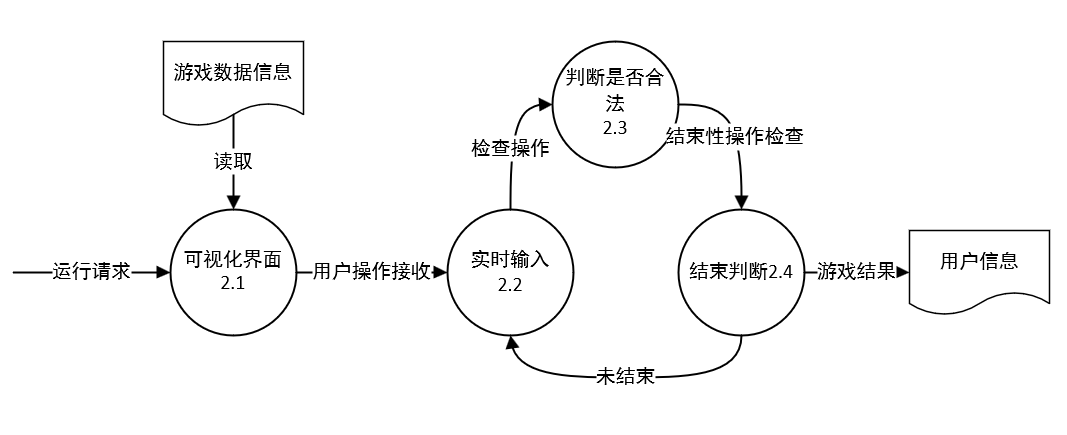 游戏数据信息
判断是否合
法
2.3
检查操作
结束性操作检查
读取
运行请求
可视化界面
2.1
用户操作接收
实时输入
2.2
结束判断2.4
游戏结果
用户信息
未结束